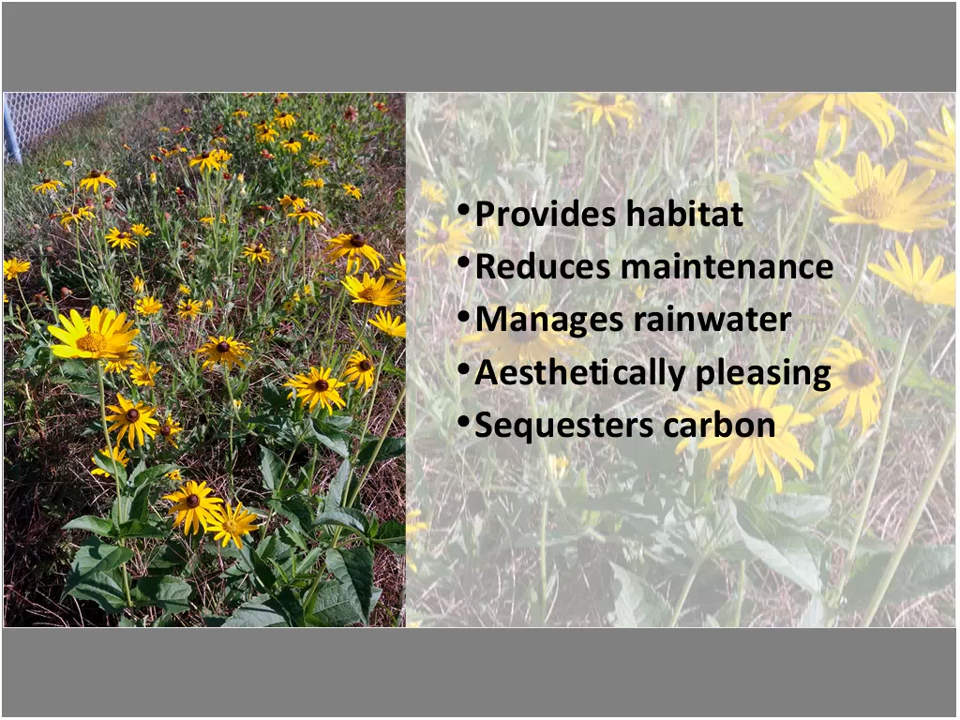 •Provides habitat
•Reduces maintenance
•Manages rainwater
•Aesthetically pleasing
•Sequesters carbon